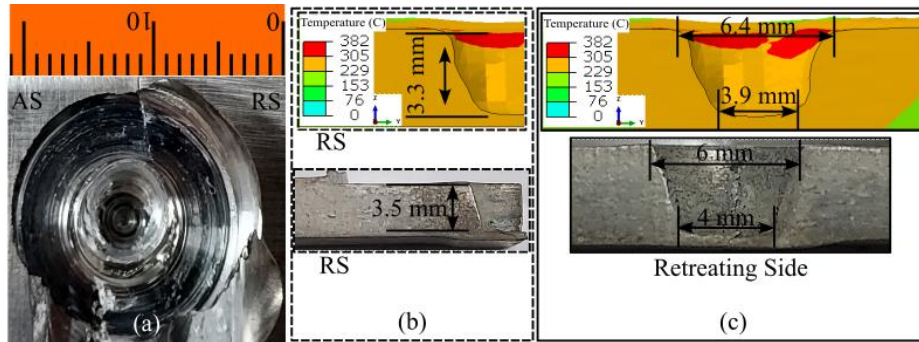 10
0
AS
RS
(a)
Temperature (C)
382
305
229
153
76
0
3.3 mm
Z
Y
RS
3.5 mm
RS
(b)
Temperature (C)
382
305
229
153
76
0
6.4 mm
3.9 mm
Z
Y
6 mm
4 mm
Retreating Side
(c)